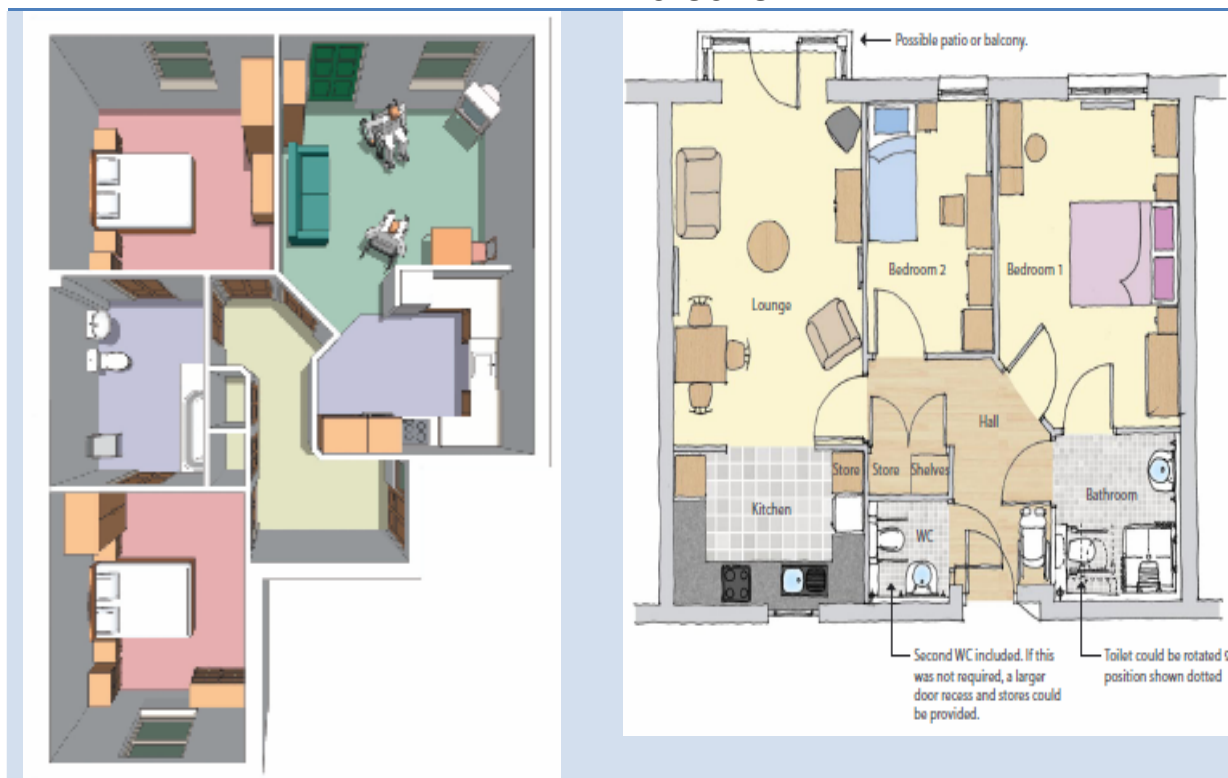 Possible patio or balcony.
Bedroom 2
Bedroom 1
Lounge
Hall
Store
Store
Shelves
Kitchen
WC
Bathroom
Second WC included. If this
was not required, a larger
door recess and stores could
be provided.
Toilet could be rotated
position shown dotted